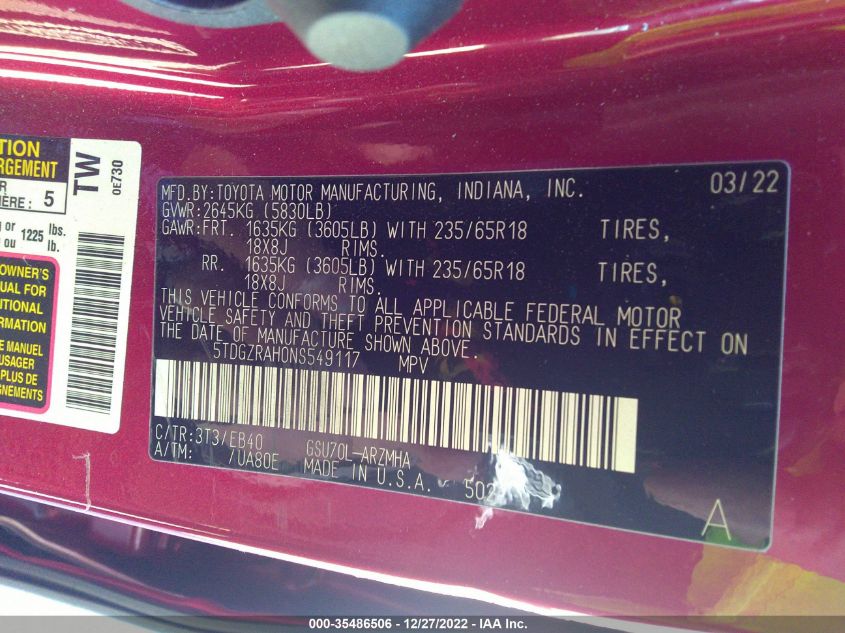 TION
RGEMENT
R
HERE: 5
TW
0E730
or 1225 lbs.
ou lb.
OWNER'S
UAL FOR
ITIONAL
RMATION
E MANUEL
USAGER
PLUS DE
GNEMENTS
MFD.BY:TOYOTA MOTOR MANUFACTURING, INDIANA, INC. 03/22
GVWR:2645KG (5830LB)
GAWR:FRT. 1635KG (3605LB) WITH 235/65R18 TIRES,
18X8J RIMS.
RR. 1635KG (3605LB) WITH 235/65R18 TIRES,
18X8J RIMS.
THIS VEHICLE CONFORMS TO ALL APPLICABLE FEDERAL MOTOR
VEHICLE SAFETY AND THEFT PREVENTION STANDARDS IN EFFECT ON
THE DATE OF MANUFACTURE SHOWN ABOVE.
5TDGZRAH0NS549117 MPV
C/TR:3T3/EB40 GSU70L-ARZMHA
A/TM: /UA80E MADE IN U.S.A. 502
A
000-35486506 - 12/27/2022 - IAA Inc.